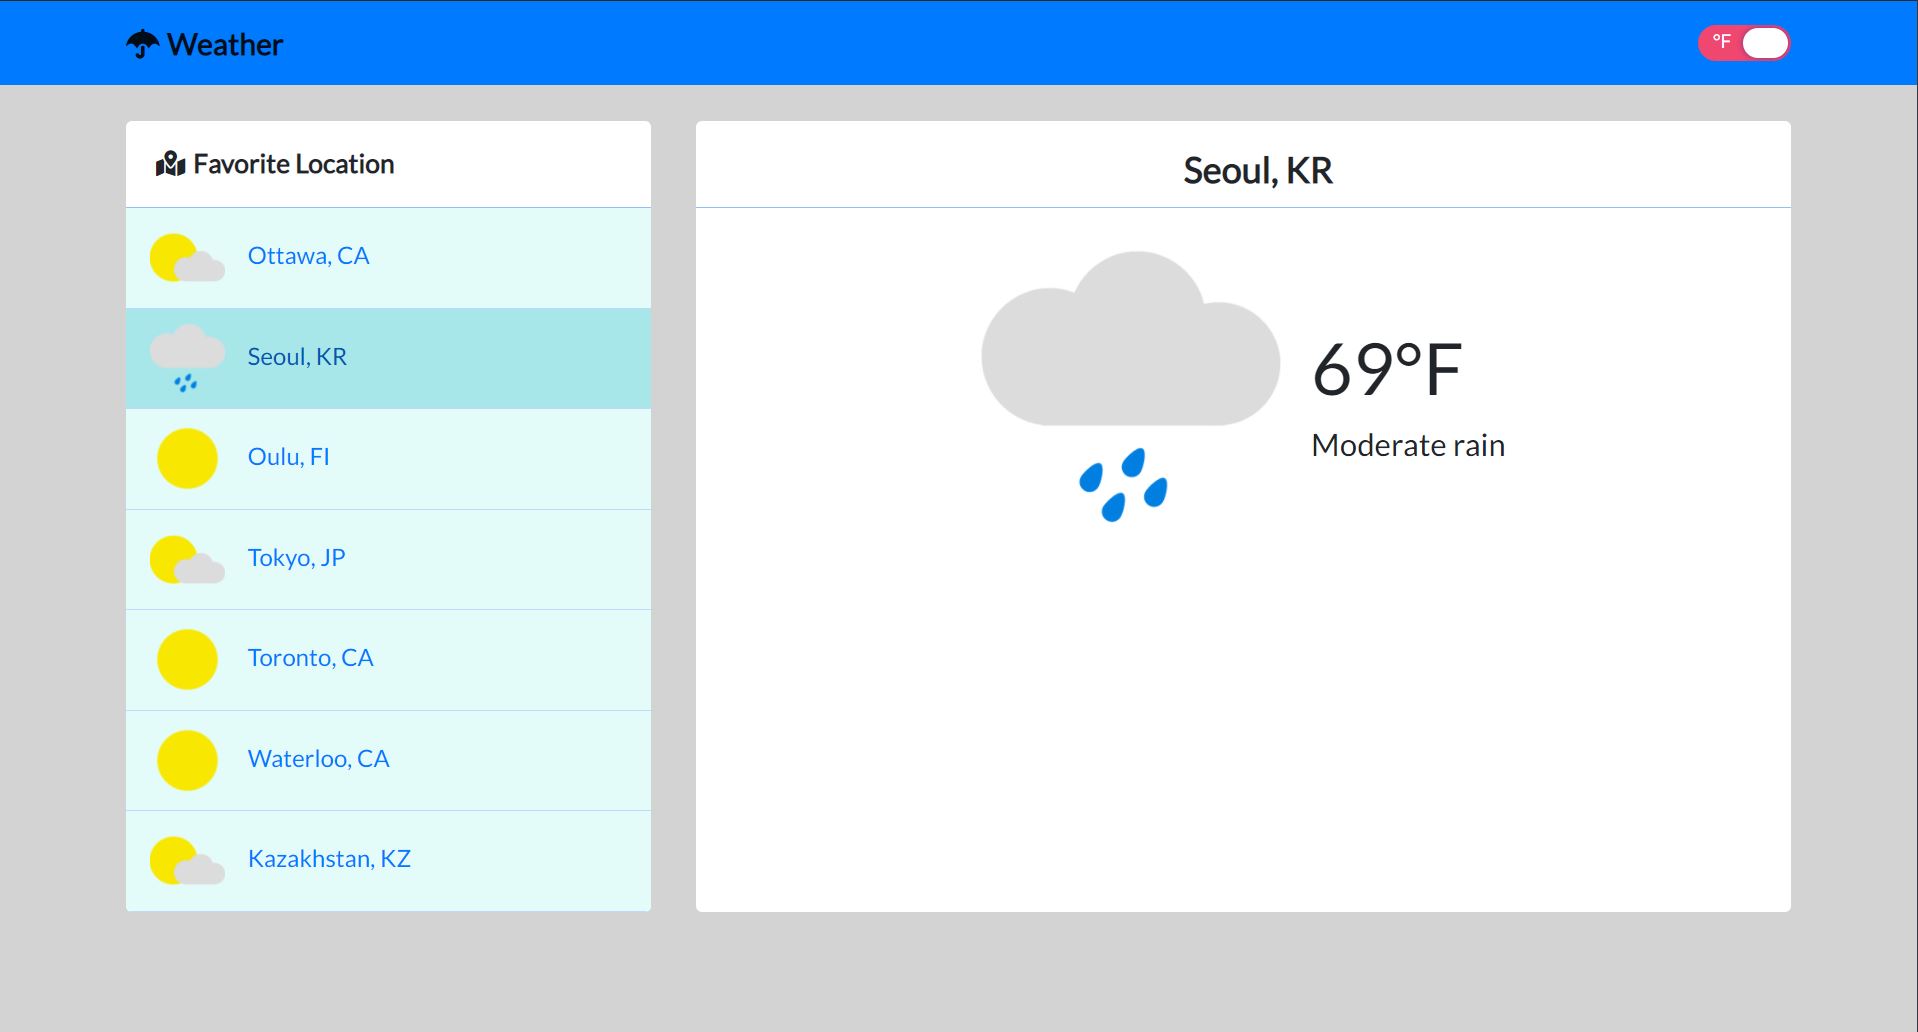 Weather
°F
Favorite Location
Ottawa, CA
Seoul, KR
Oulu, FI
Tokyo, JP
Toronto, CA
Waterloo, CA
Kazakhstan, KZ
Seoul, KR
69°F
Moderate rain